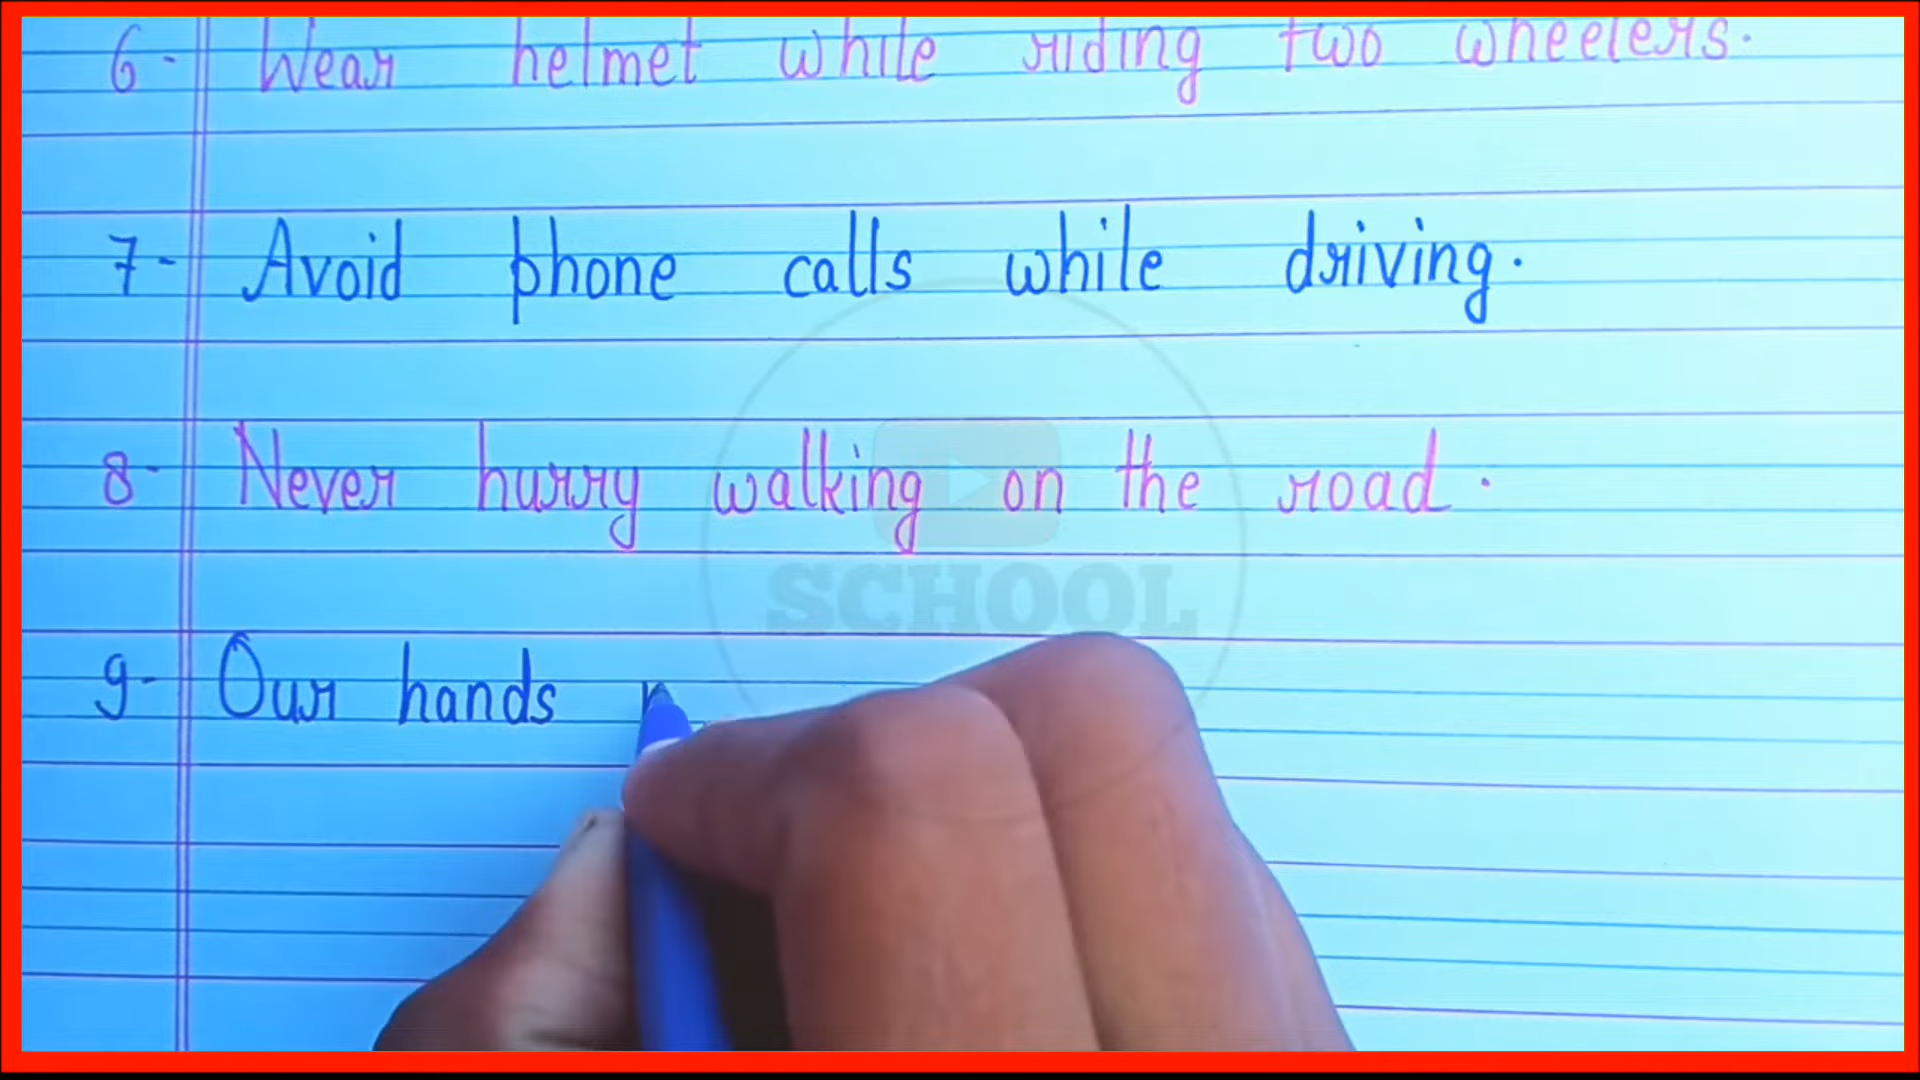 6- Wear helmet while riding two wheelers.
7- Avoid phone calls while driving.
8- Never hurry walking on the road.
SCHOOL
9- Our hands